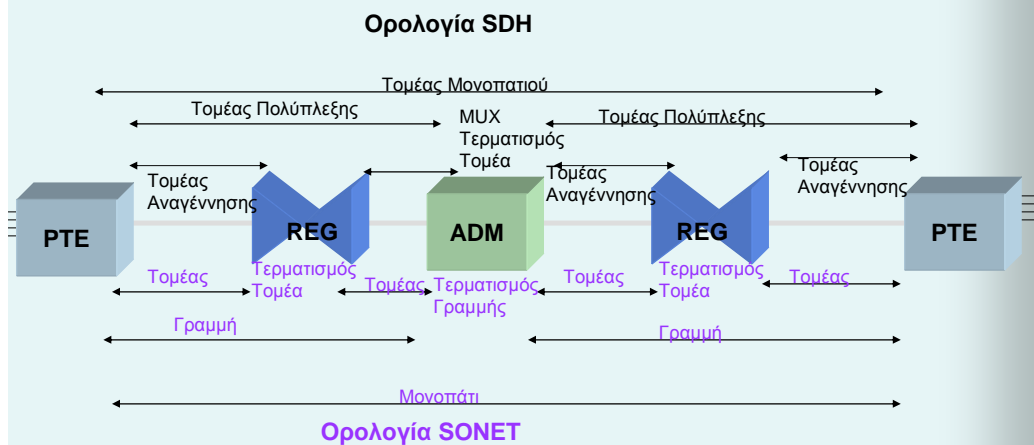 Ορολογία SDH
Τομέας Μονοπατιού
Τομέας Πολύπλεξης
MUX
Τερματισμός
Τομέα
Τομέας Πολύπλεξης
Τομέας
Αναγέννησης
Τομέας
Αναγέννησης
Τομέας
Αναγέννησης
PTE
REG
ADM
REG
PTE
Τομέας
Τερματισμός
Τομέα
Τομέας
Τερματισμός
Γραμμής
Τομέας
Τερματισμός
Τομέα
Τομέας
Γραμμή
Γραμμή
Μονοπάτι
Ορολογία SONET